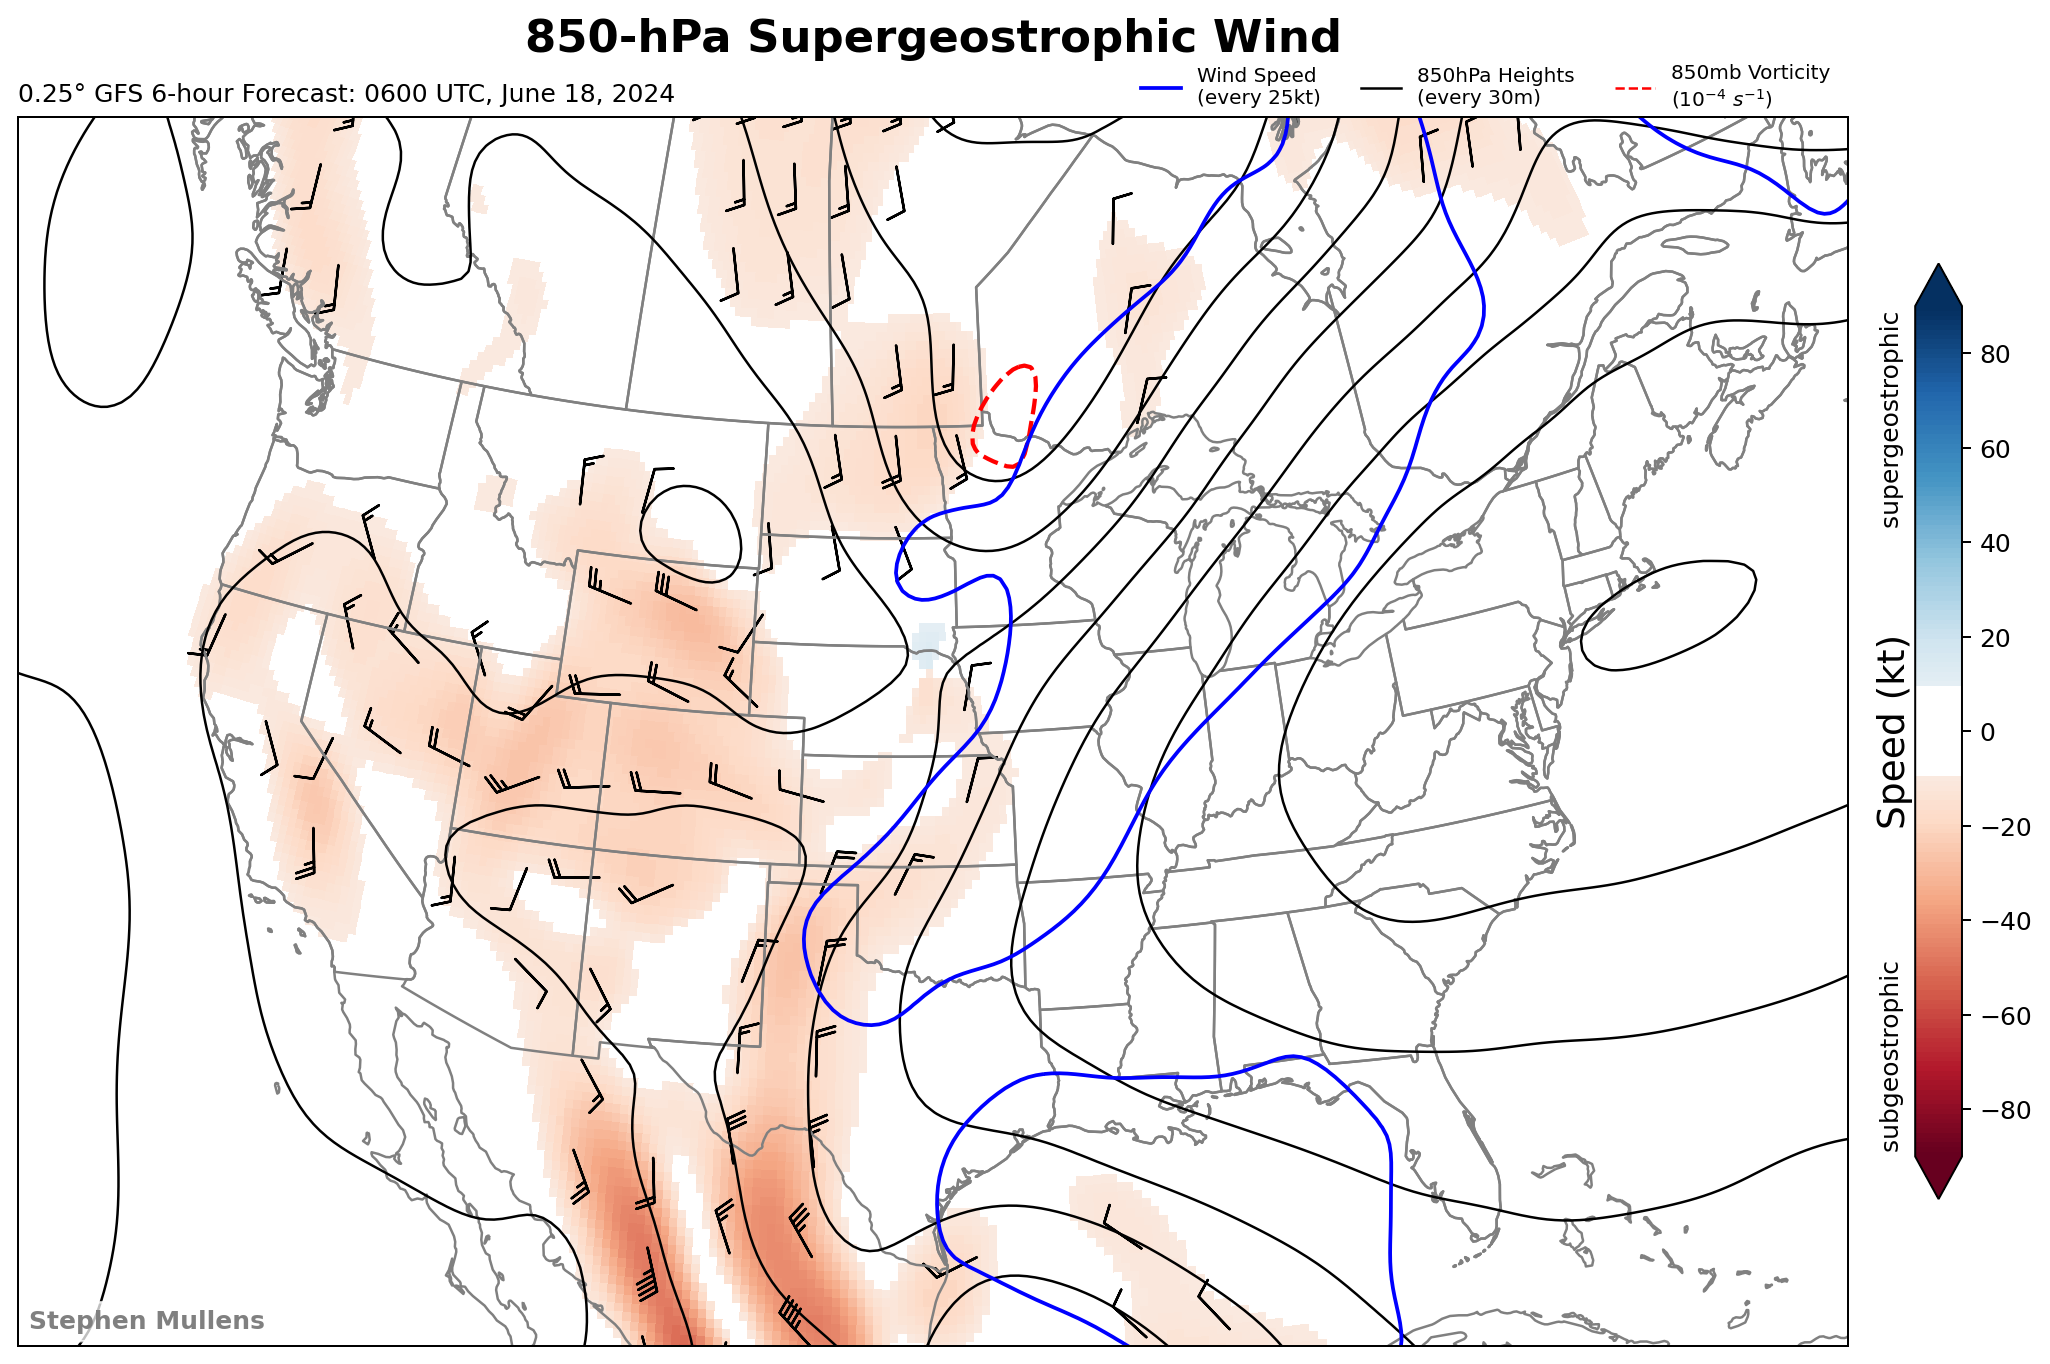 850-hPa Supergeostrophic Wind
0.25° GFS 6-hour Forecast: 0600 UTC, June 18, 2024
Wind Speed
(every 25kt)
850hPa Heights
(every 30m)
850mb Vorticity
(10⁻⁴ s⁻¹)
supergeostrophic
Speed (kt)
subgeostrophic
80
60
40
20
0
−20
−40
−60
−80
Stephen Mullens